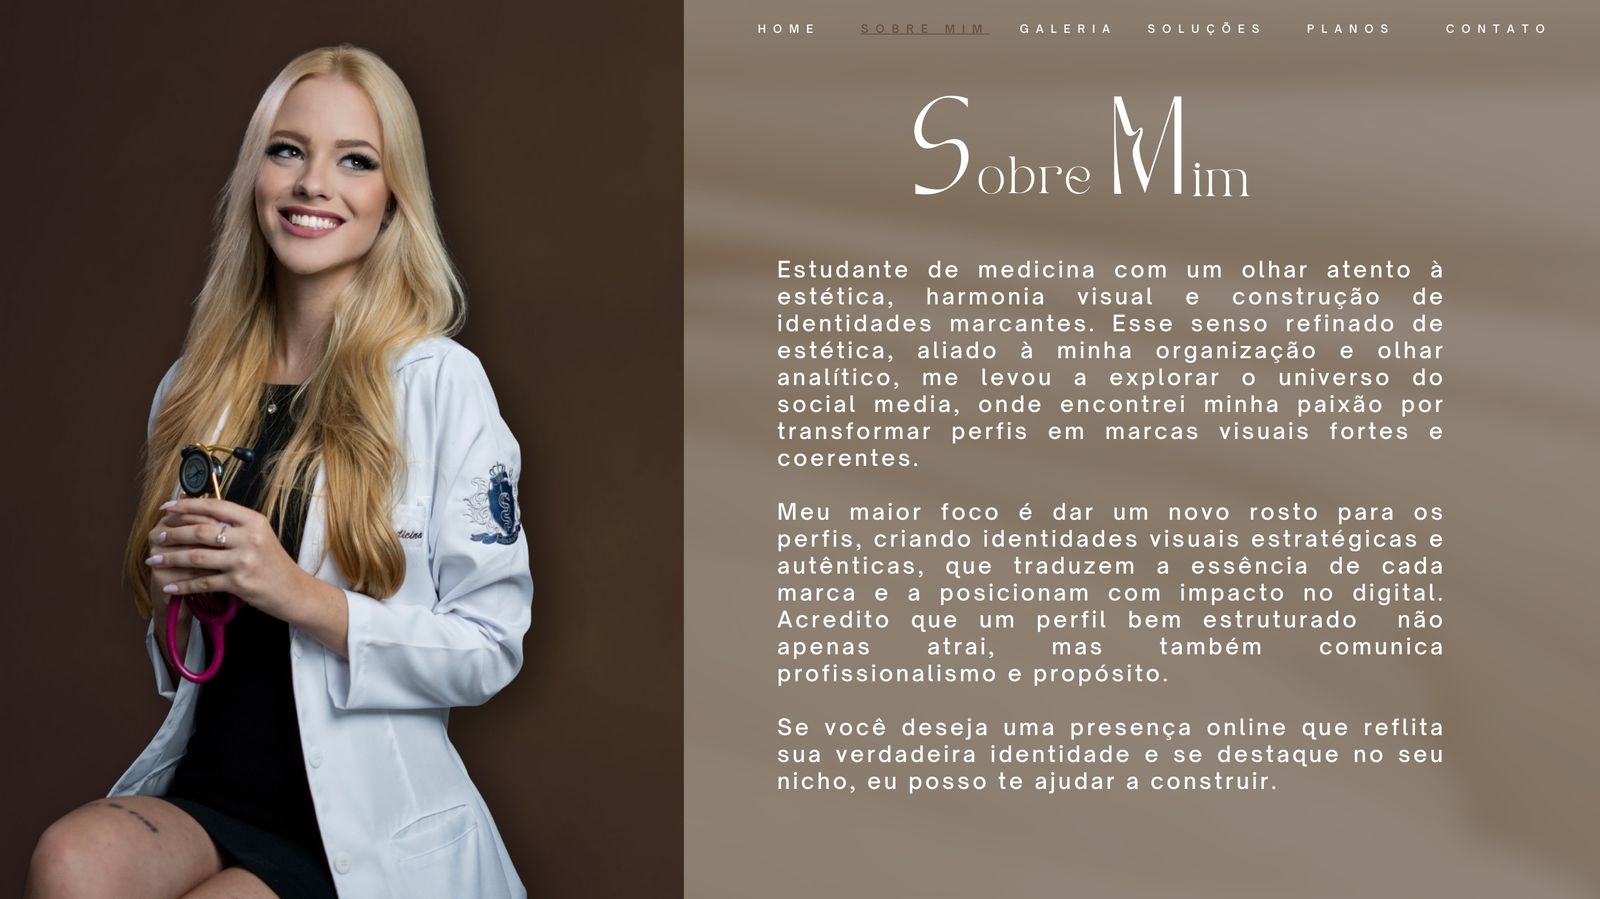 HOME SOBRE MIM GALERIA SOLUÇÕES PLANOS CONTATO
Sobre Mim
Estudante de medicina com um olhar atento à
estética, harmonia visual e construção de
identidades marcantes. Esse senso refinado de
estética, aliado à minha organização e olhar
analítico, me levou a explorar o universo do
social media, onde encontrei minha paixão por
transformar perfis em marcas visuais fortes e
coerentes.
Meu maior foco é dar um novo rosto para os
perfis, criando identidades visuais estratégicas e
autênticas, que traduzem a essência de cada
marca e a posicionam com impacto no digital.
Acredito que um perfil bem estruturado não
apenas atrai, mas também comunica
profissionalismo e propósito.
Se você deseja uma presença online que reflita
sua verdadeira identidade e se destaque no seu
nicho, eu posso te ajudar a construir.